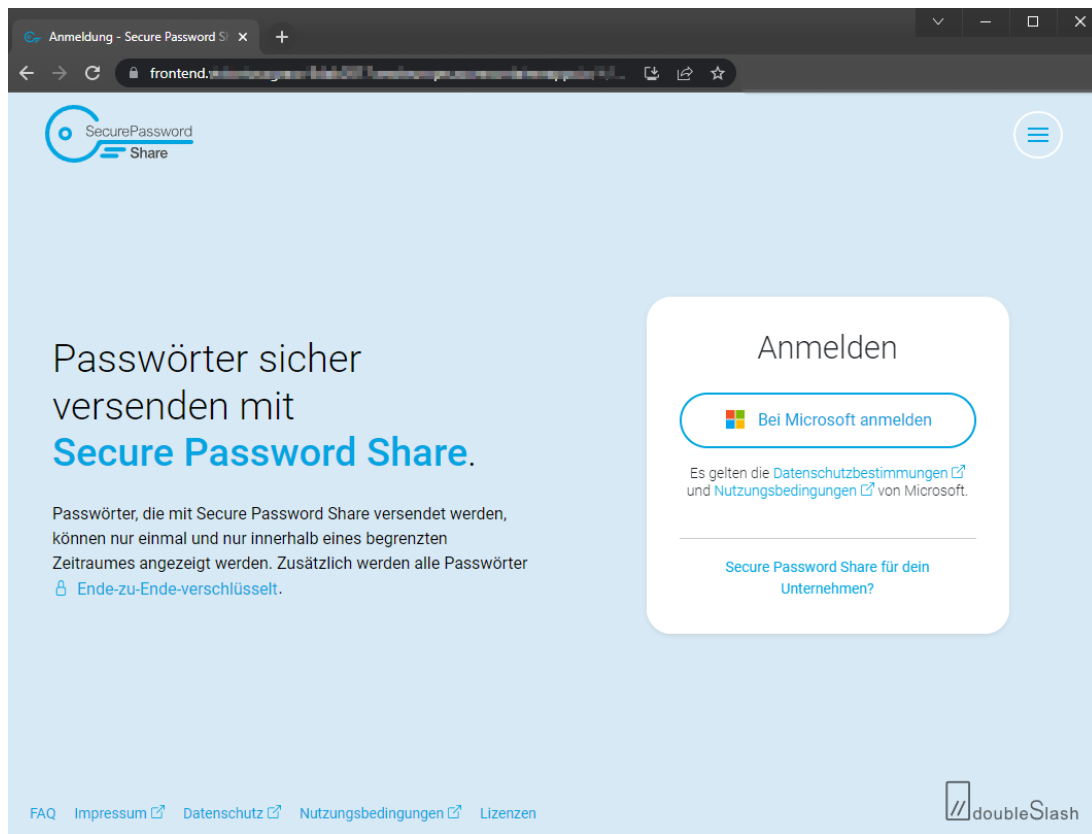 Anmeldung - Secure Password S
frontend.
SecurePassword
Share
Passwörter sicher
versenden mit
Secure Password Share.
Passwörter, die mit Secure Password Share versendet werden,
können nur einmal und nur innerhalb eines begrenzten
Zeitraumes angezeigt werden. Zusätzlich werden alle Passwörter
Ende-zu-Ende-verschlüsselt.
Anmelden
Bei Microsoft anmelden
Es gelten die Datenschutzbestimmungen
und Nutzungsbedingungen von Microsoft.
Secure Password Share für dein
Unternehmen?
FAQ Impressum Datenschutz Nutzungsbedingungen Lizenzen
doubleSlash